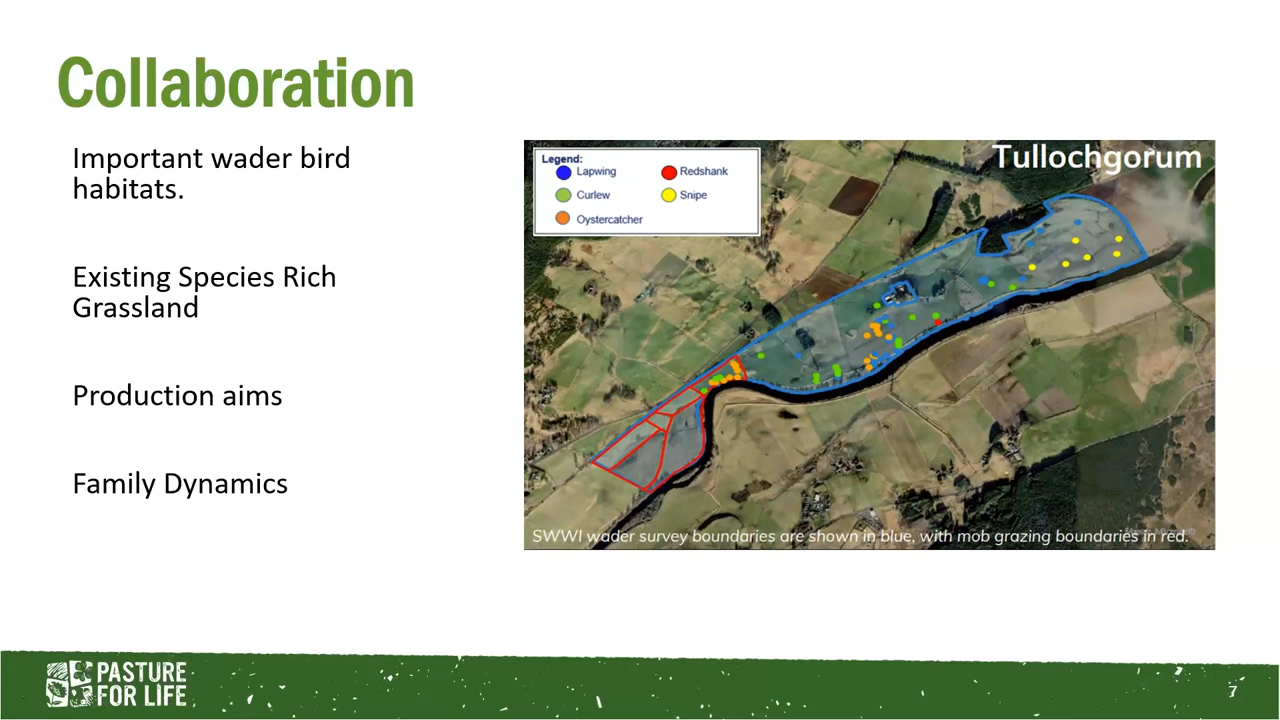 Collaboration
Important wader bird
habitats.
Existing Species Rich
Grassland
Production aims
Family Dynamics
Legend:
Lapwing
Redshank
Curlew
Snipe
Oystercatcher
Tullochgorum
SWWI wader survey boundaries are shown in blue, with mob grazing boundaries in red.
PASTURE
FOR LIFE
7